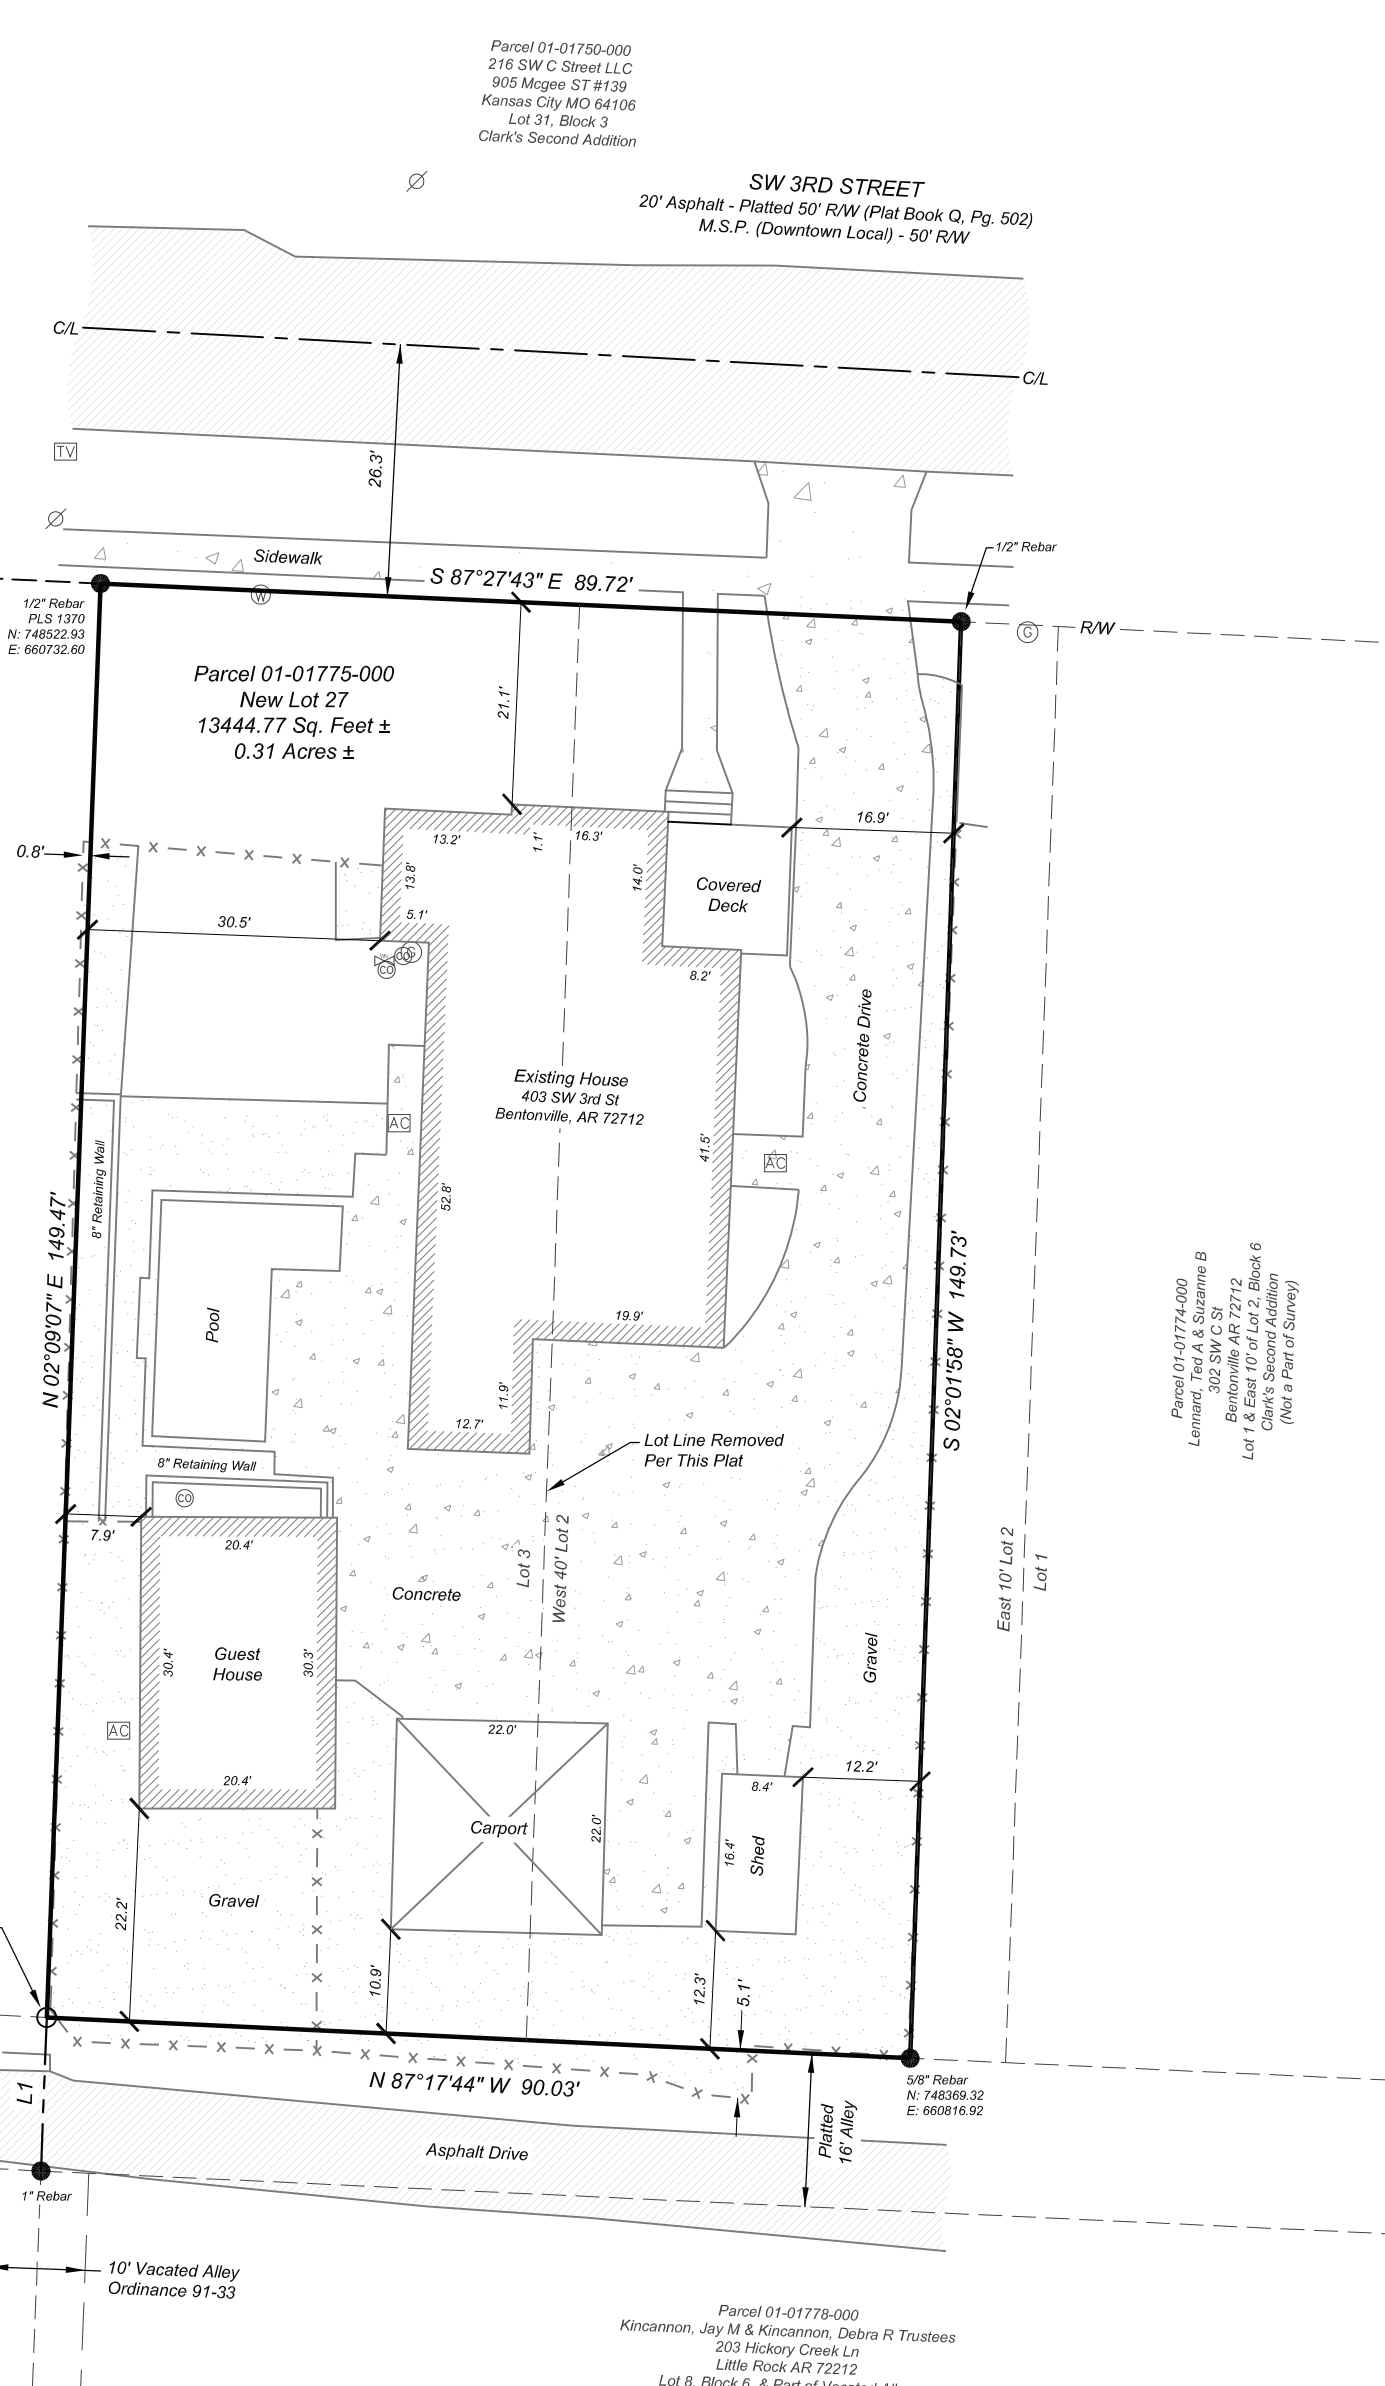 Parcel 01-01750-000
216 SW C Street LLC
905 Mcgee ST #139
Kansas City MO 64106
Lot 31, Block 3
Clark's Second Addition
SW 3RD STREET
20' Asphalt - Platted 50' R/W (Plat Book Q, Pg. 502)
M.S.P. (Downtown Local) - 50' R/W
C/L
C/L
TV
26.3'
Sidewalk
S 87°27'43" E 89.72'
1/2" Rebar
1/2" Rebar
PLS 1370
N: 748522.93
E: 660732.60
W
G
R/W
Parcel 01-01775-000
New Lot 27
13444.77 Sq. Feet ±
0.31 Acres ±
21.1'
16.9'
0.8'
13.2'
1.1'
16.3'
13.8'
14.0'
Covered
Deck
5.1'
30.5'
G
CO
CO
WV
8.2'
Concrete Drive
Existing House
403 SW 3rd St
Bentonville, AR 72712
AC
AC
41.5'
52.8'
8" Retaining Wall
N 02°09'07" E 149.47'
S 02°01'58" W 149.73'
Pool
19.9'
11.9'
12.7'
Parcel 01-01774-000
Lennard, Ted A & Suzanne B
302 SW C St
Bentonville AR 72712
Lot 1 & East 10' of Lot 2, Block 6
Clark's Second Addition
(Not a Part of Survey)
Lot Line Removed
Per This Plat
8" Retaining Wall
CO
7.9'
20.4'
Lot 3
West 40' Lot 2
East 10' Lot 2
Lot 1
Concrete
Guest
House
30.4'
30.3'
Gravel
AC
20.4'
22.0'
12.2'
8.4'
Carport
22.0'
16.4'
Shed
Gravel
22.2'
10.9'
12.3'
5.1'
N 87°17'44" W 90.03'
5/8" Rebar
N: 748369.32
E: 660816.92
L1
Platted
16' Alley
Asphalt Drive
1" Rebar
10' Vacated Alley
Ordinance 91-33
Parcel 01-01778-000
Kincannon, Jay M & Kincannon, Debra R Trustees
203 Hickory Creek Ln
Little Rock AR 72212
Lot 8, Block 6, & Part of Vacated